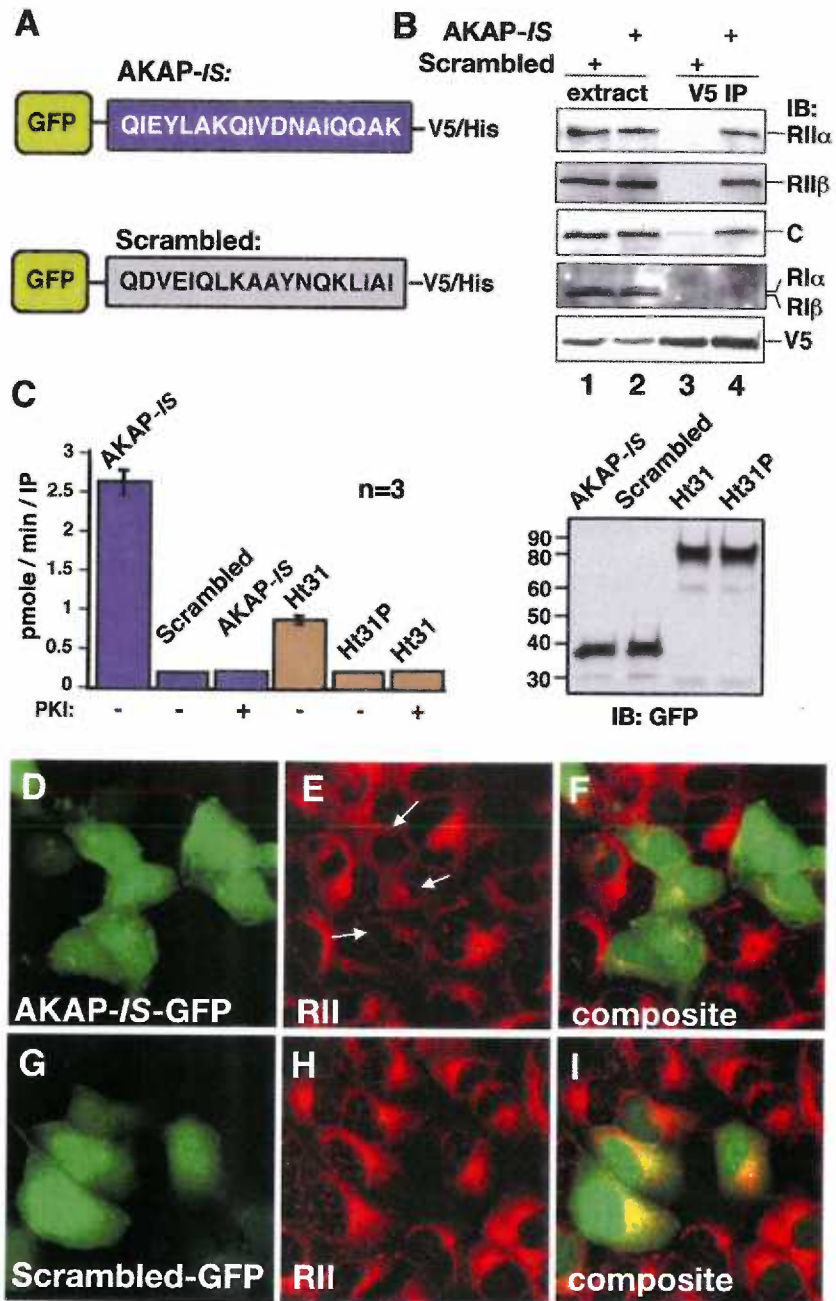 A
AKAP-IS:
GFP QIEYLAKQIVDNAIQQAK V5/His
Scrambled:
GFP QDVEIQLKAAYNQKLIAI V5/His
B
AKAP-IS + +
Scrambled + +
extract V5 IP IB:
RIIα
RIIβ
C
RIα
RIβ
V5
1 2 3 4
C
pmole / min / IP
3
2.5
2
1.5
1
0.5
0
AKAP-IS
Scrambled
AKAP-IS
Ht31
Ht31P
Ht31
n=3
PKI: - - + - - +
AKAP-IS
Scrambled
Ht31
Ht31P
90
80
60
50
40
30
IB: GFP
D
AKAP-IS-GFP
E
RII
F
composite
G
Scrambled-GFP
H
RII
I
composite